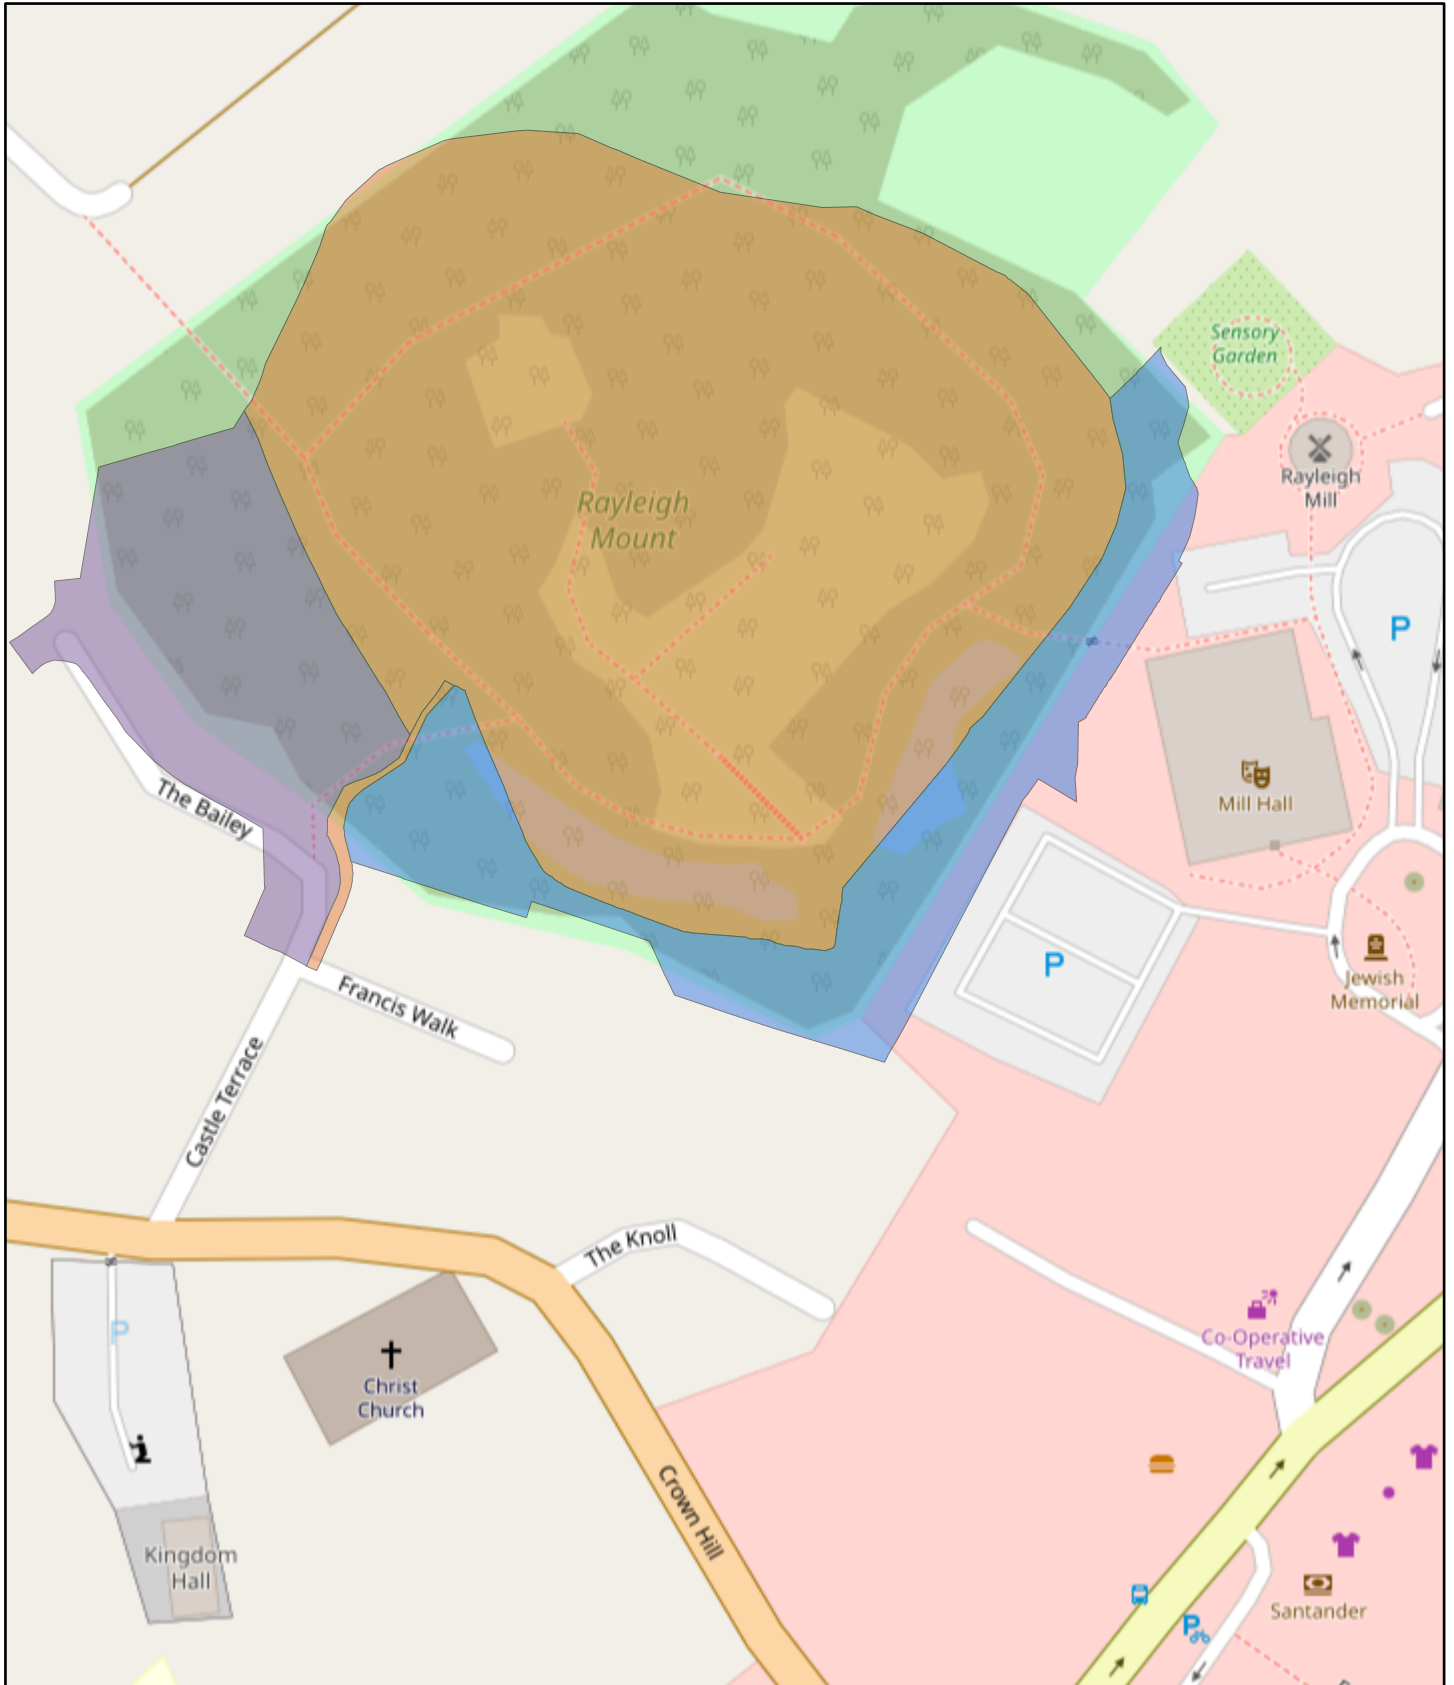 Sensory
Garden
Rayleigh
Mill
Rayleigh
Mount
P
Mill Hall
The Bailey
Jewish
Memorial
P
Francis Walk
Castle Terrace
The Knoll
Co-Operative
Travel
P
Christ
Church
Crown Hill
Kingdom
Hall
Santander
P